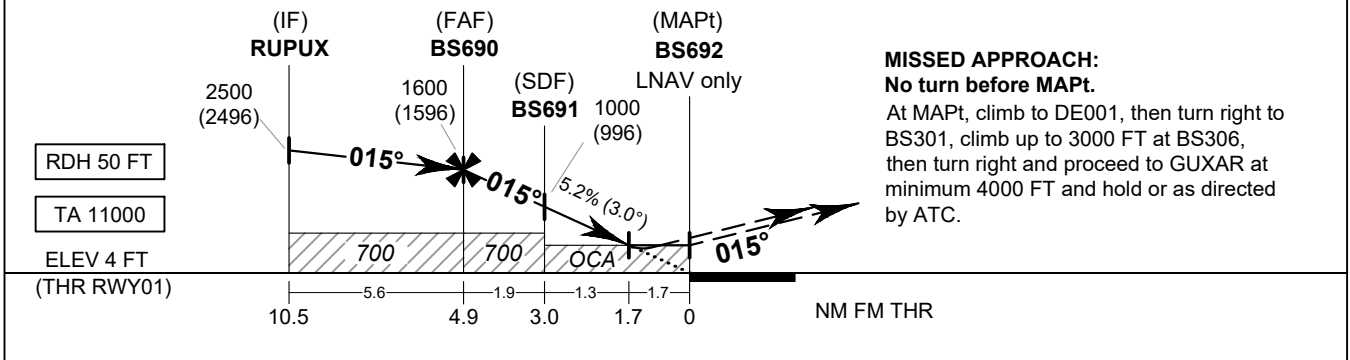 (IF)
RUPUX
(FAF)
BS690
(SDF)
BS691
(MAPt)
BS692
LNAV only
2500
(2496)
1600
(1596)
1000
(996)
015°
015°
5.2% (3.0°)
015°
RDH 50 FT
TA 11000
ELEV 4 FT
(THR RWY01)
700
700
OCA
5.6
1.9
1.3
1.7
10.5
4.9
3.0
1.7
0
NM FM THR
MISSED APPROACH:
No turn before MAPt.
At MAPt, climb to DE001, then turn right to
BS301, climb up to 3000 FT at BS306,
then turn right and proceed to GUXAR at
minimum 4000 FT and hold or as directed
by ATC.